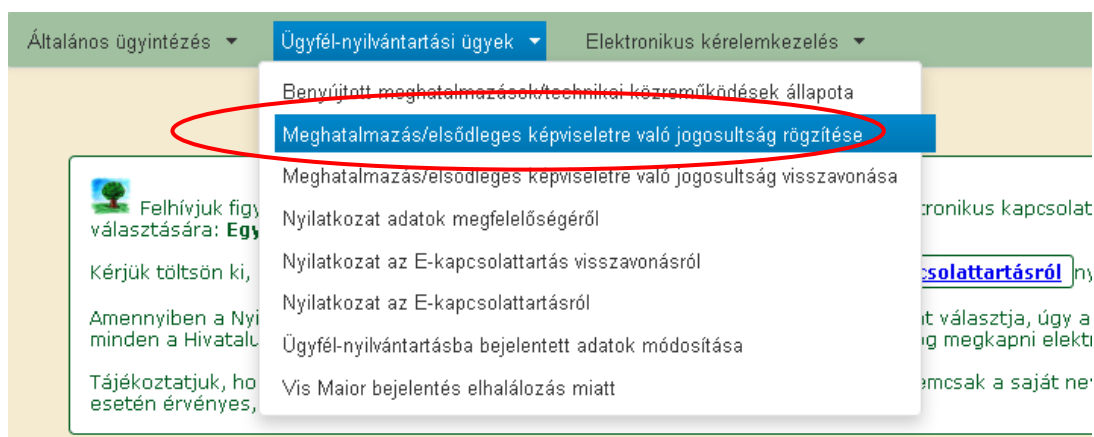 Általános ügyintézés Ügyfél-nyilvántartási ügyek Elektronikus kérelemkezelés
Benyújtott meghatalmazások/technikai közreműködések állapota
Meghatalmazás/elsődleges képviseletre való jogosultság rögzítése
Meghatalmazás/elsődleges képviseletre való jogosultság visszavonása
Nyilatkozat adatok megfelelőségéről
Nyilatkozat az E-kapcsolattartás visszavonásról
Nyilatkozat az E-kapcsolattartásról
Ügyfél-nyilvántartásba bejelentett adatok módosítása
Vis Maior bejelentés elhalálozás miatt
Felhívjuk figy tronikus kapcsolat
választására: Egy
Kérjük töltsön ki, csolattartásról ny
Amennyiben a Nyi t választja, úgy a
minden a Hivatalu og megkapni elektr
Tájékoztatjuk, ho emcsak a saját ne
esetén érvényes,